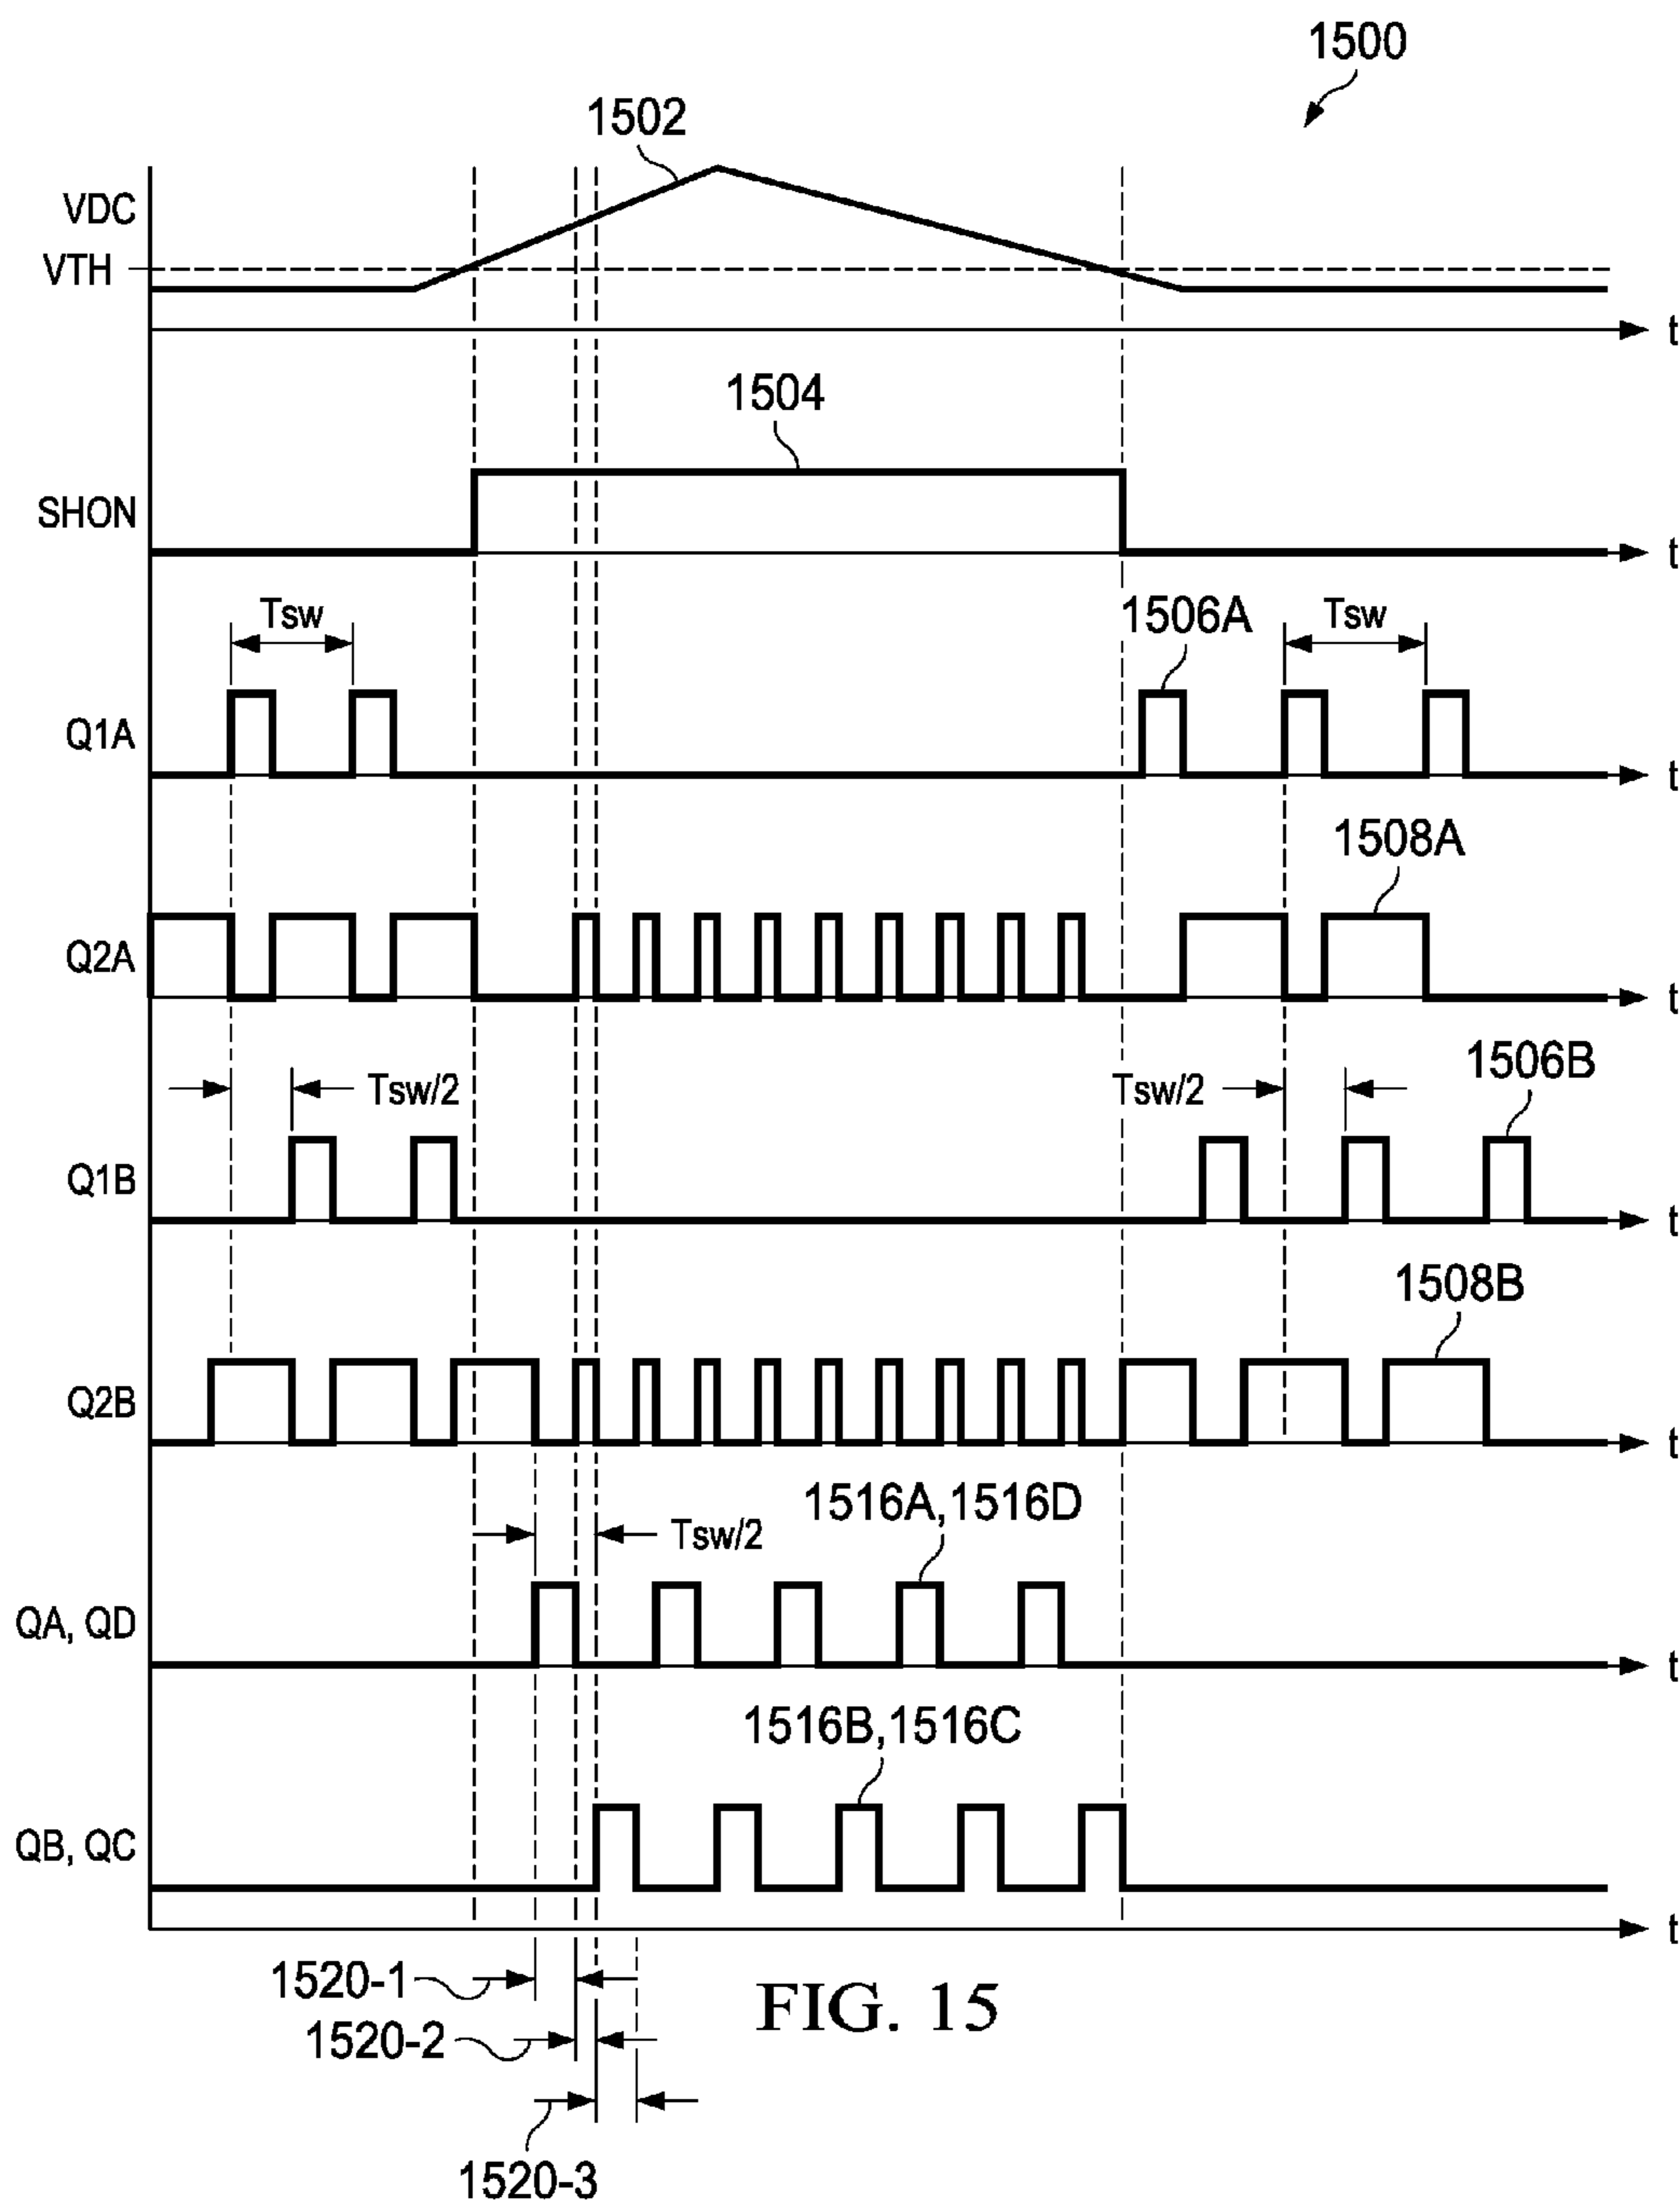 1500
1502
VDC
VTH
t
1504
SHON
t
Tsw
1506A
Tsw
Q1A
t
1508A
Q2A
t
1506B
Tsw/2
Tsw/2
Q1B
t
1508B
Q2B
t
1516A,1516D
Tsw/2
QA, QD
t
1516B,1516C
QB, QC
t
1520-1
FIG. 15
1520-2
1520-3